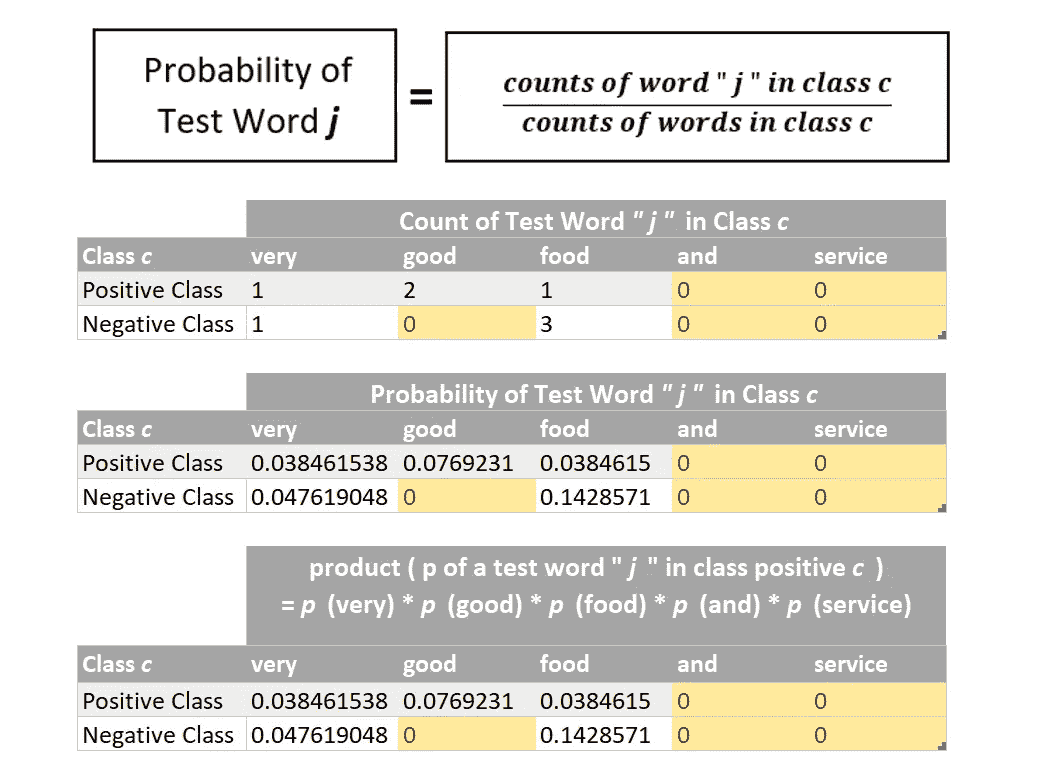 Probability of
Test Word j
=
counts of word " j " in class c
counts of words in class c
Count of Test Word " j " in Class c
Class c very good food and service
Positive Class 1 2 1 0 0
Negative Class 1 0 3 0 0
Probability of Test Word " j " in Class c
Class c very good food and service
Positive Class 0.038461538 0.0769231 0.0384615 0 0
Negative Class 0.047619048 0 0.1428571 0 0
product ( p of a test word " j " in class positive c )
= p (very) * p (good) * p (food) * p (and) * p (service)
Class c very good food and service
Positive Class 0.038461538 0.0769231 0.0384615 0 0
Negative Class 0.047619048 0 0.1428571 0 0